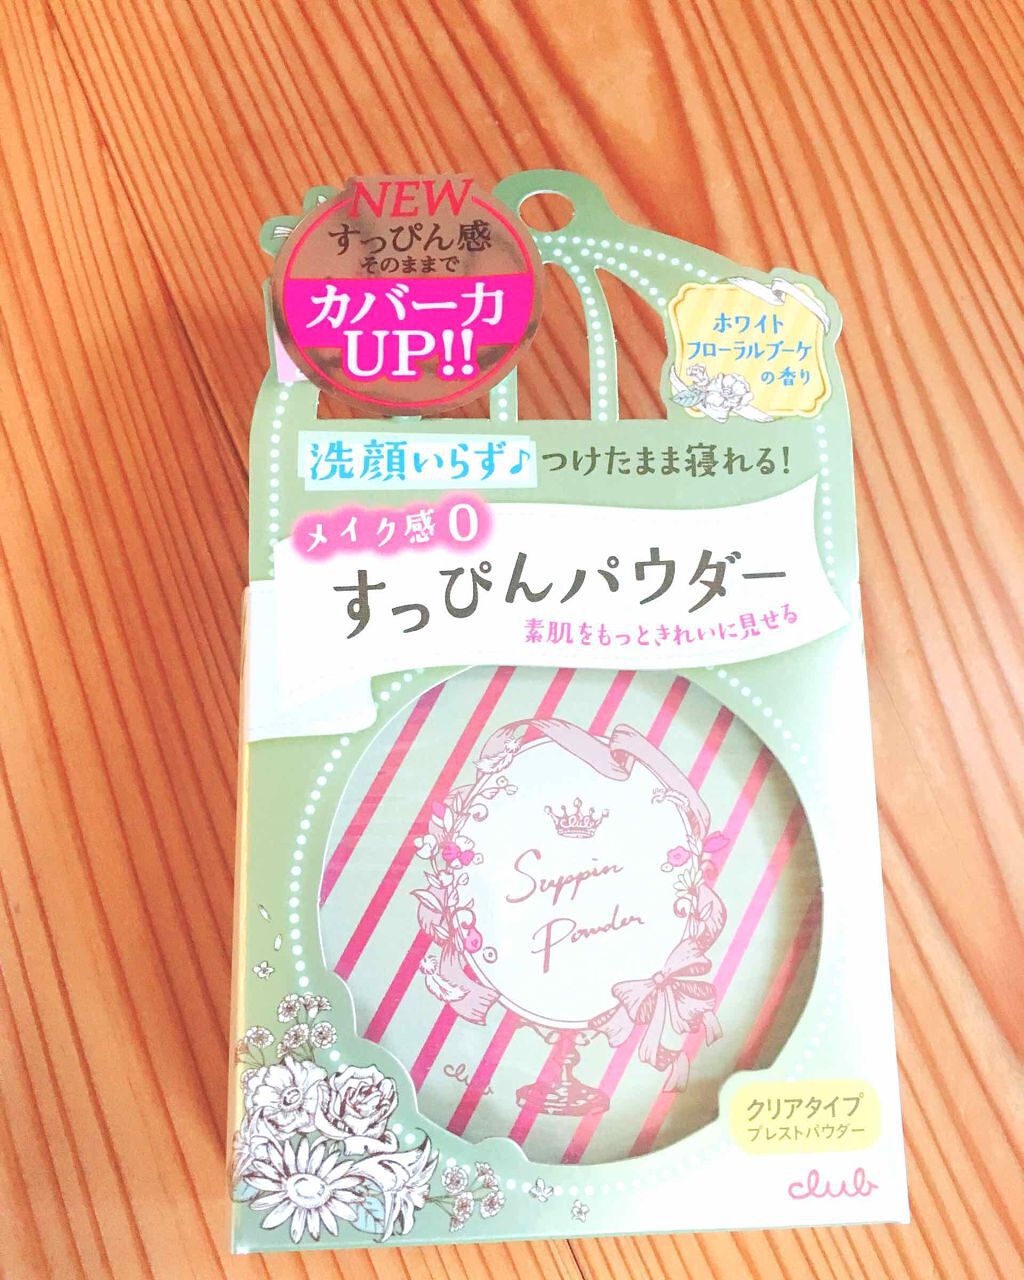 NEW
すっぴん感
そのままで
カバー力
UP!!
ホワイト
フローラルブーケ
の香り
洗顔いらず♪つけたまま寝れる!
メイク感0
すっぴんパウダー
素肌をもっときれいに見せる
club
Suppin
Powder
club
クリアタイプ
プレストパウダー
club